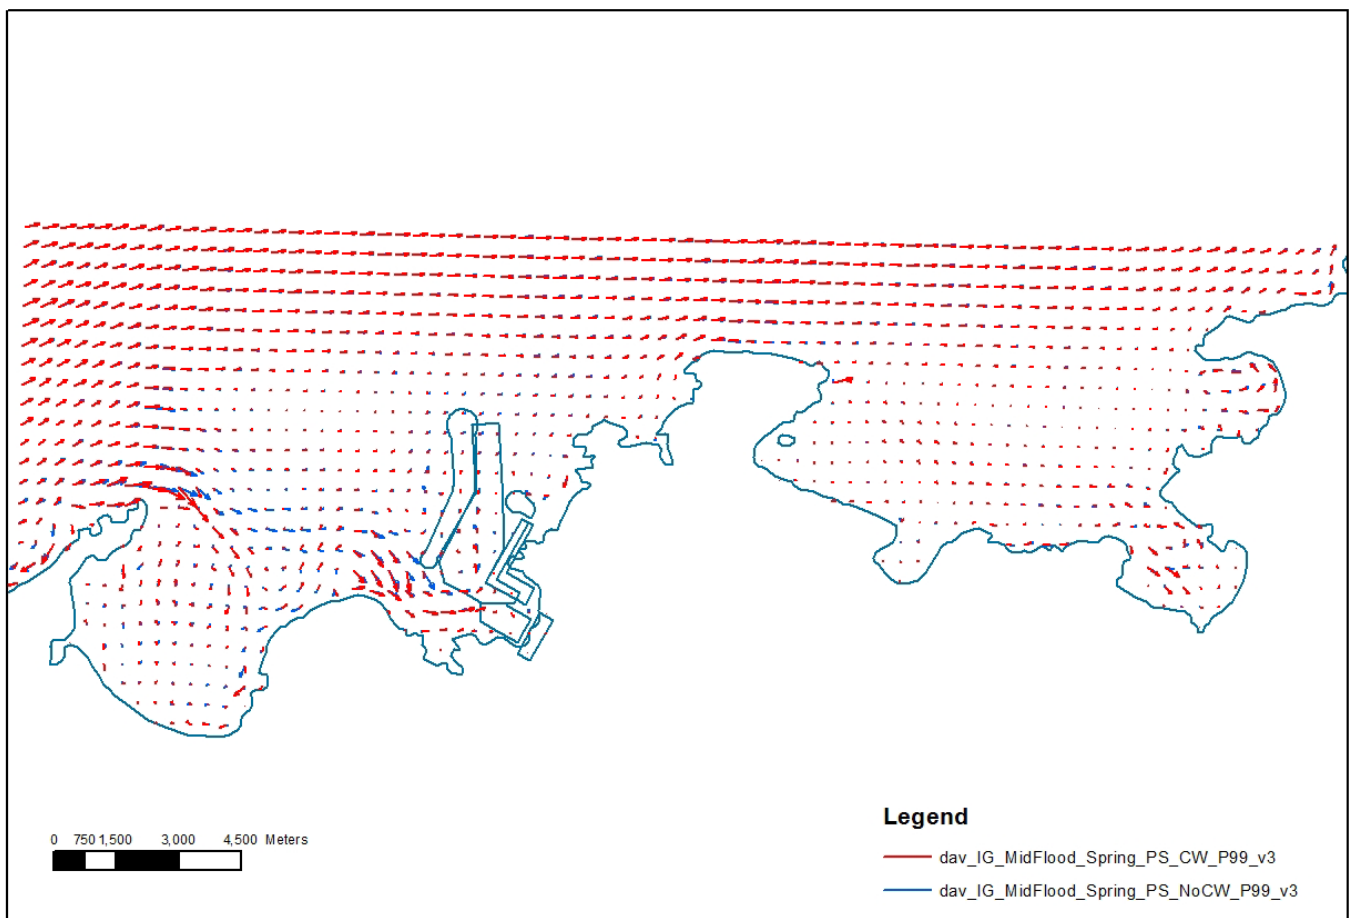 0 750 1,500 3,000 4,500 Meters
Legend
dav_IG_MidFlood_Spring_PS_CW_P99_v3
dav_IG_MidFlood_Spring_PS_NoCW_P99_v3